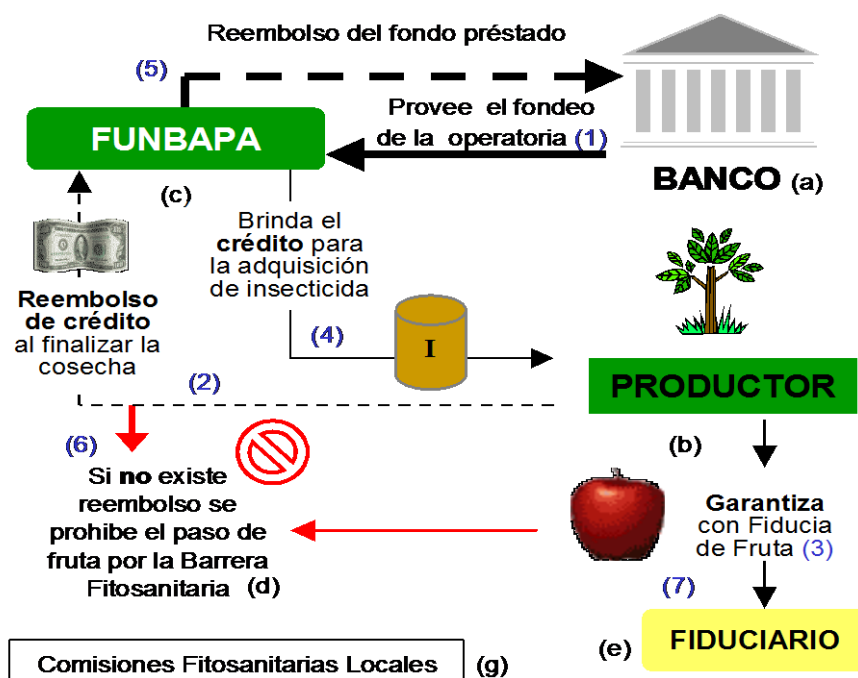 Reembolso del fondo préstado
(5)
Provee el fondeo
de la operatoria (1)
FUNBAPA
(c)
BANCO (a)
Brinda el
crédito para
la adquisición
de insecticida
Reembolso
de crédito
al finalizar la
cosecha
(4)
I
(2)
PRODUCTOR
(b)
(6)
Si no existe
reembolso se
prohibe el paso de
fruta por la Barrera
Fitosanitaria (d)
Garantiza
con Fiducia
de Fruta (3)
(7)
(e)
FIDUCIARIO
Comisiones Fitosanitarias Locales
(g)